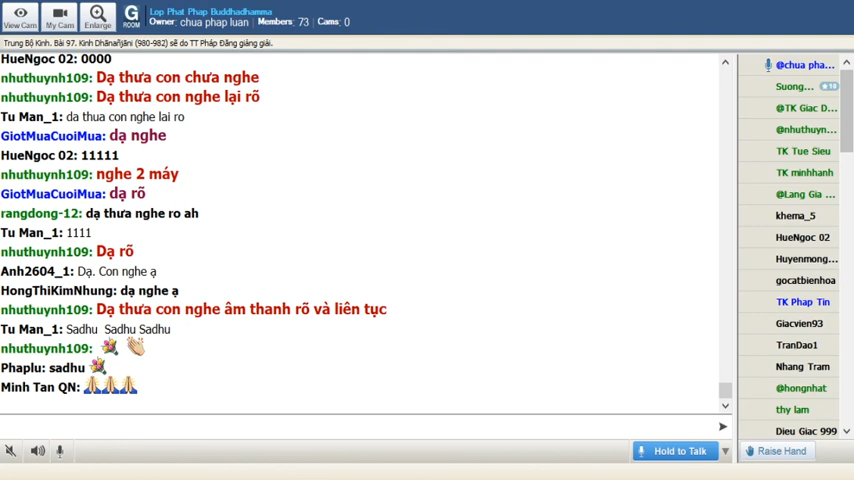 View Cam
My Cam
Enlarge
G
ROOM
Lop Phat Phap Buddhadhamma
Owner: chua phap luan Members: 73 Cams: 0
Trung Bộ Kinh. Bài 97. Kinh Dhānañjāni (980-982) sẽ do TT Pháp Đăng giảng giải.
HueNgoc 02: 0000
nhuthuynh109: Dạ thưa con chưa nghe
nhuthuynh109: Dạ thưa con nghe lại rõ
Tu Man_1: da thua con nghe lai ro
GiotMuaCuoiMua: dạ nghe
HueNgoc 02: 11111
nhuthuynh109: nghe 2 máy
GiotMuaCuoiMua: dạ rõ
rangdong-12: dạ thưa nghe ro ah
Tu Man_1: 1111
nhuthuynh109: Dạ rõ
Anh2604_1: Dạ. Con nghe ạ
HongThiKimNhung: dạ nghe ạ
nhuthuynh109: Dạ thưa con nghe âm thanh rõ và liên tục
Tu Man_1: Sadhu Sadhu Sadhu
nhuthuynh109:
Phaplu: sadhu
Minh Tan QN: 🙏🙏🙏
Hold to Talk
@chua pha...
Suong... ★10
@TK Giac D...
@nhuthuyn...
TK Tue Sieu
TK minhhanh
@Lang Gia ...
khema_5
HueNgoc 02
Huyenmong...
gocatbienhoa
TK Phap Tin
Giacvien93
TranDao1
Nhang Tram
@hongnhat
thy lam
Dieu Giac 999
Raise Hand